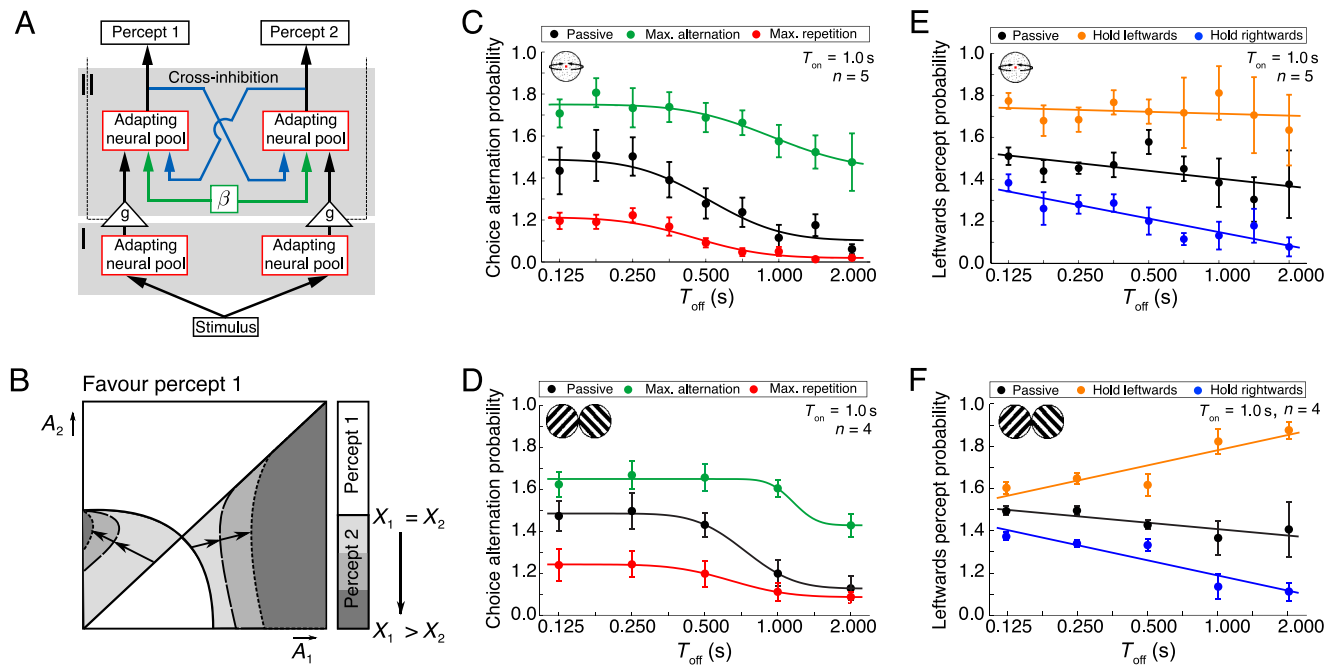 A
Percept 1
Percept 2
II
Cross-inhibition
Adapting neural pool
Adapting neural pool
β
g
g
I
Adapting neural pool
Adapting neural pool
Stimulus
B
Favour percept 1
A2
A1
Percept 1
Percept 2
X1 = X2
X1 > X2
C
Passive
Max. alternation
Max. repetition
Ton = 1.0 s
n = 5
Choice alternation probability
1.0
1.8
1.6
1.4
1.2
0.0
0.125
0.250
0.500
1.000
2.000
Toff (s)
D
Passive
Max. alternation
Max. repetition
Ton = 1.0 s
n = 4
Choice alternation probability
1.0
1.8
1.6
1.4
1.2
0.0
0.125
0.250
0.500
1.000
2.000
Toff (s)
E
Passive
Hold leftwards
Hold rightwards
Ton = 1.0 s
n = 5
Leftwards percept probability
1.0
1.8
1.6
1.4
1.2
0.0
0.125
0.250
0.500
1.000
2.000
Toff (s)
F
Passive
Hold leftwards
Hold rightwards
Ton = 1.0 s, n = 4
Leftwards percept probability
1.0
1.8
1.6
1.4
1.2
0.0
0.125
0.250
0.500
1.000
2.000
Toff (s)